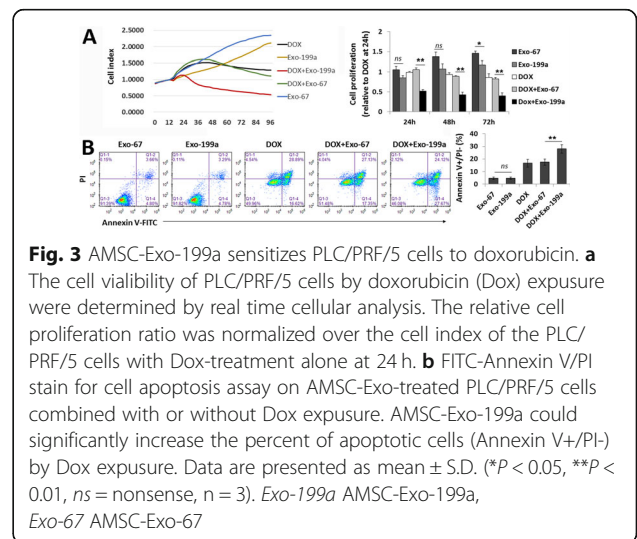 A
Cell index
2.5000
2.0000
1.5000
1.0000
0.5000
0.0000
0 12 24 36 48 60 72 84 96
DOX
Exo-199a
DOX+Exo-199a
DOX+Exo-67
Exo-67
Cell proliferation
(relative to DOX at 24h)
2
1.5
1
0.5
0
ns ** ns ** * **
24h 48h 72h
Exo-67
Exo-199a
DOX
DOX+Exo-67
Dox+Exo-199a
B
Exo-67 Exo-199a DOX DOX+Exo-67 DOX+Exo-199a
PI
Annexin V-FITC
Annexin V+/PI- (%)
40
30
20
10
0
ns **
Exo-67
Exo-199a
DOX
DOX+Exo-67
DOX+Exo-199a
Fig. 3 AMSC-Exo-199a sensitizes PLC/PRF/5 cells to doxorubicin. a
The cell vialibility of PLC/PRF/5 cells by doxorubicin (Dox) expusure
were determined by real time cellular analysis. The relative cell
proliferation ratio was normalized over the cell index of the PLC/
PRF/5 cells with Dox-treatment alone at 24 h. b FITC-Annexin V/PI
stain for cell apoptosis assay on AMSC-Exo-treated PLC/PRF/5 cells
combined with or without Dox expusure. AMSC-Exo-199a could
significantly increase the percent of apoptotic cells (Annexin V+/PI-)
by Dox expusure. Data are presented as mean ± S.D. (*P < 0.05, **P <
0.01, ns = nonsense, n = 3). Exo-199a AMSC-Exo-199a,
Exo-67 AMSC-Exo-67